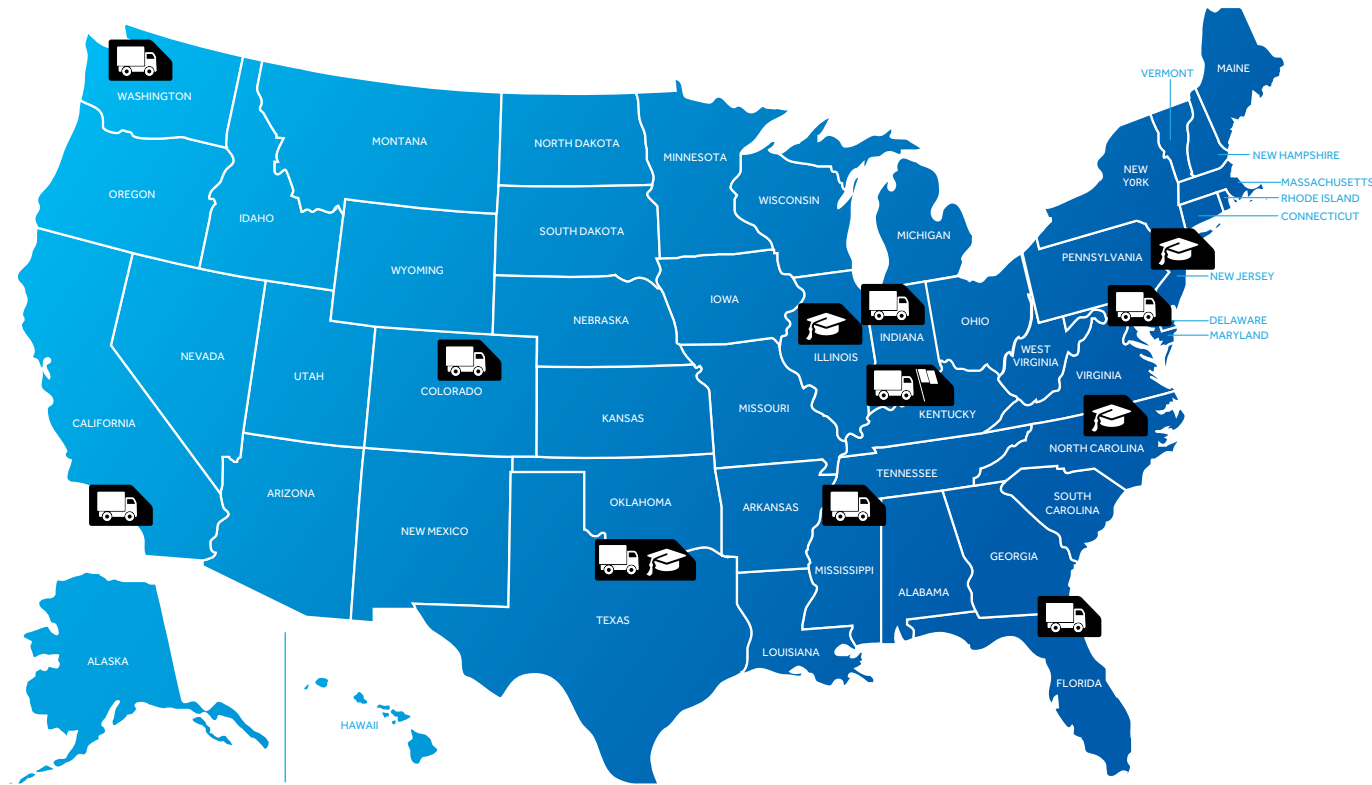 MAINE
VERMONT
WASHINGTON
MONTANA
NORTH DAKOTA
MINNESOTA
NEW HAMPSHIRE
NEW
YORK
MASSACHUSETTS
OREGON
IDAHO
WISCONSIN
RHODE ISLAND
CONNECTICUT
SOUTH DAKOTA
MICHIGAN
WYOMING
PENNSYLVANIA
NEW JERSEY
IOWA
NEBRASKA
OHIO
DELAWARE
INDIANA
MARYLAND
NEVADA
ILLINOIS
WEST
VIRGINIA
UTAH
COLORADO
VIRGINIA
CALIFORNIA
KANSAS
MISSOURI
KENTUCKY
NORTH CAROLINA
TENNESSEE
ARIZONA
OKLAHOMA
ARKANSAS
SOUTH
CAROLINA
NEW MEXICO
GEORGIA
MISSISSIPPI
ALABAMA
TEXAS
LOUISIANA
ALASKA
FLORIDA
HAWAII